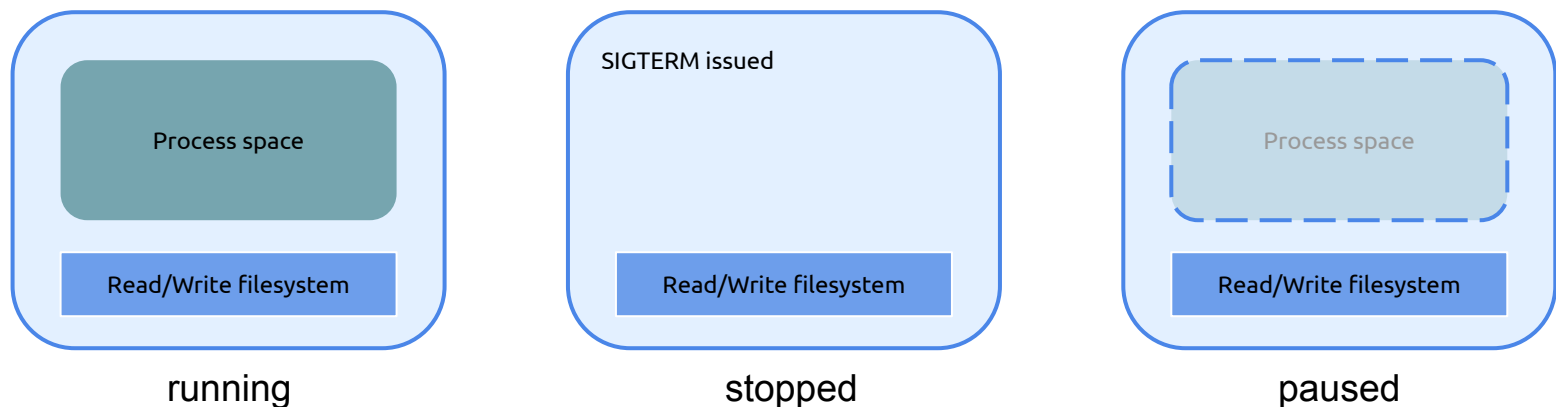 SIGTERM issued
Process space
Process space
Read/Write filesystem
Read/Write filesystem
Read/Write filesystem
running
stopped
paused